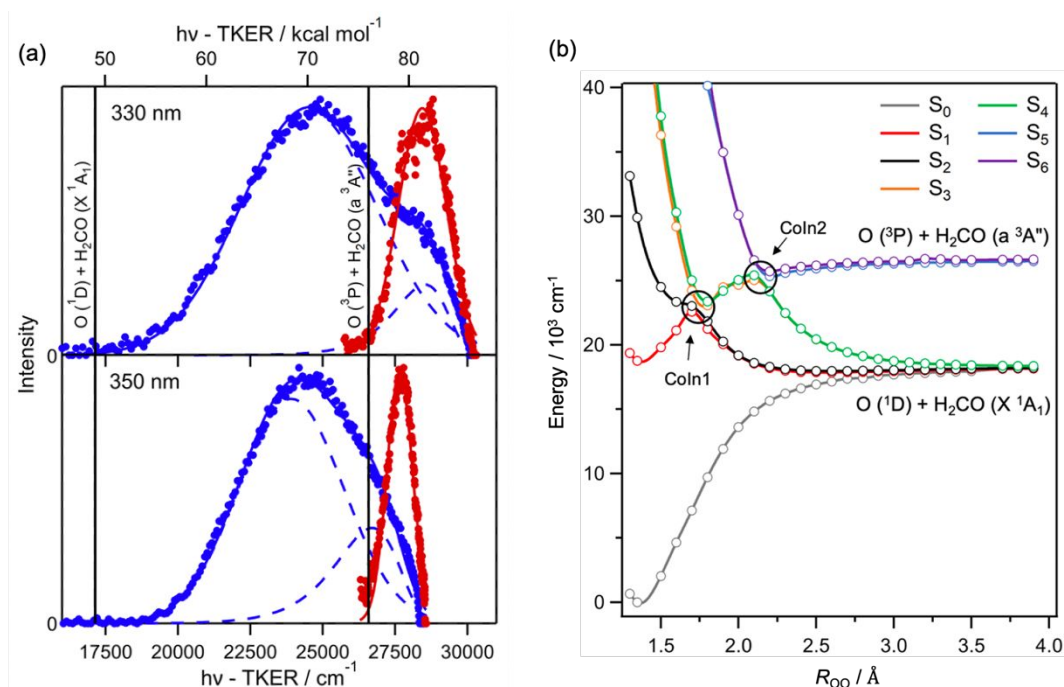 (a)
hν - TKER / kcal mol⁻¹
50 60 70 80
330 nm
O (¹D) + H₂CO (X ¹A₁)
O (³P) + H₂CO (a ³A")
0
Intensity
350 nm
0
17500 20000 22500 25000 27500 30000
hν - TKER / cm⁻¹
(b)
40
30
20
10
0
Energy / 10³ cm⁻¹
S₀
S₁
S₂
S₃
S₄
S₅
S₆
CoIn2
O (³P) + H₂CO (a ³A")
CoIn1
O (¹D) + H₂CO (X ¹A₁)
1.5 2.0 2.5 3.0 3.5 4.0
R_OO / Å